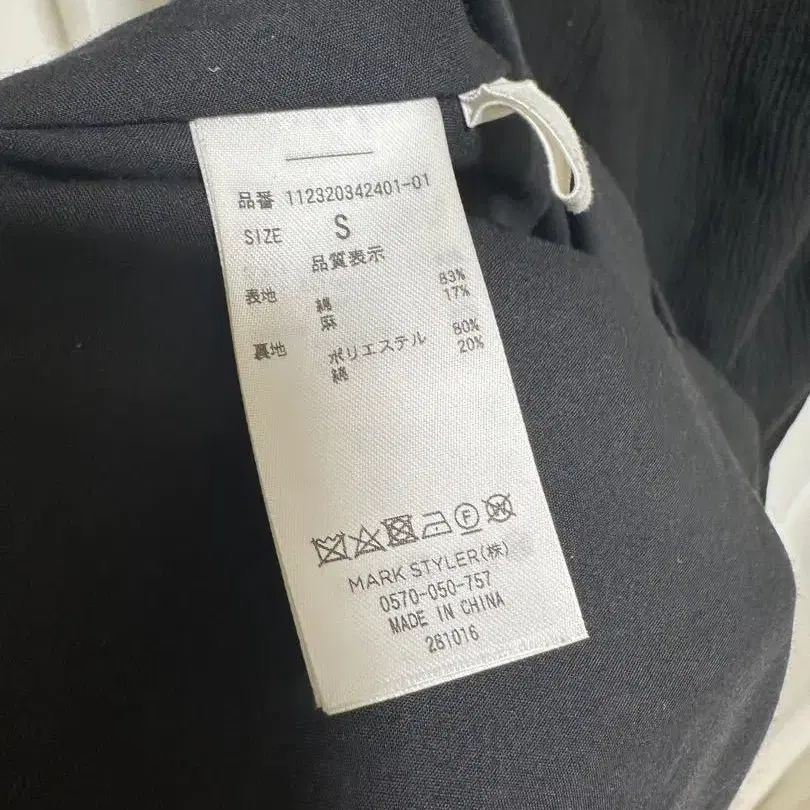 品番 112320342401-01
SIZE S
品質表示
表地 綿 83%
麻 17%
裏地 ポリエステル 80%
綿 20%
F W
MARK STYLER(株)
0570-050-757
MADE IN CHINA
281016